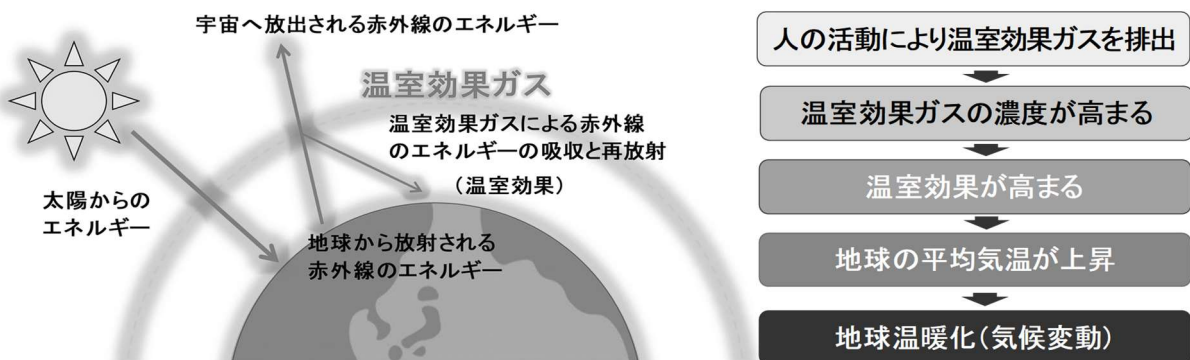 宇宙へ放出される赤外線のエネルギー
温室効果ガス
温室効果ガスによる赤外線
のエネルギーの吸収と再放射
（温室効果）
太陽からの
エネルギー
地球から放射される
赤外線のエネルギー
人の活動により温室効果ガスを排出
温室効果ガスの濃度が高まる
温室効果が高まる
地球の平均気温が上昇
地球温暖化（気候変動）